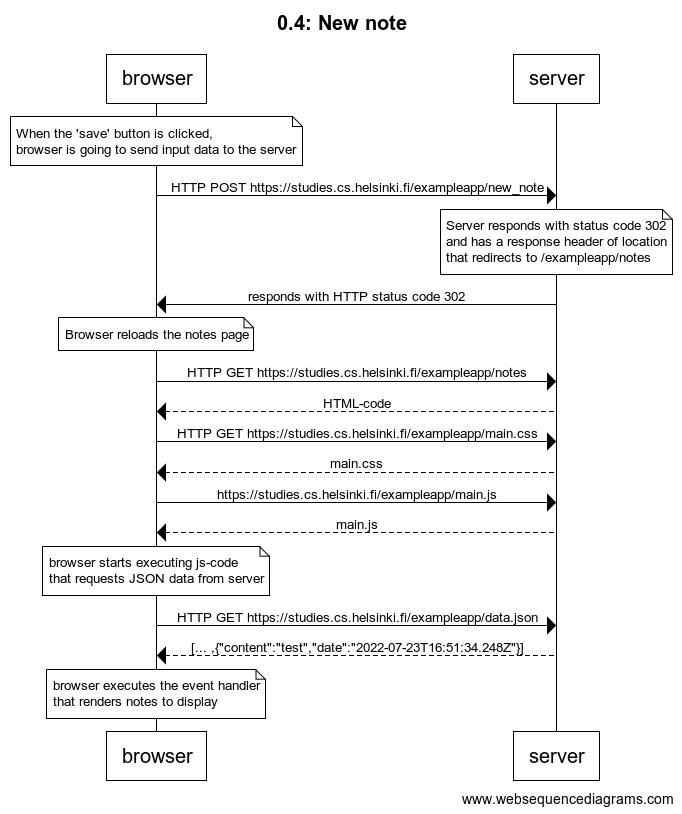 0.4: New note
browser
server
When the 'save' button is clicked,
browser is going to send input data to the server
HTTP POST https://studies.cs.helsinki.fi/exampleapp/new_note
Server responds with status code 302
and has a response header of location
that redirects to /exampleapp/notes
responds with HTTP status code 302
Browser reloads the notes page
HTTP GET https://studies.cs.helsinki.fi/exampleapp/notes
HTML-code
HTTP GET https://studies.cs.helsinki.fi/exampleapp/main.css
main.css
https://studies.cs.helsinki.fi/exampleapp/main.js
main.js
browser starts executing js-code
that requests JSON data from server
HTTP GET https://studies.cs.helsinki.fi/exampleapp/data.json
[... ,{"content":"test","date":"2022-07-23T16:51:34.248Z"}]
browser executes the event handler
that renders notes to display
browser
server
www.websequencediagrams.com